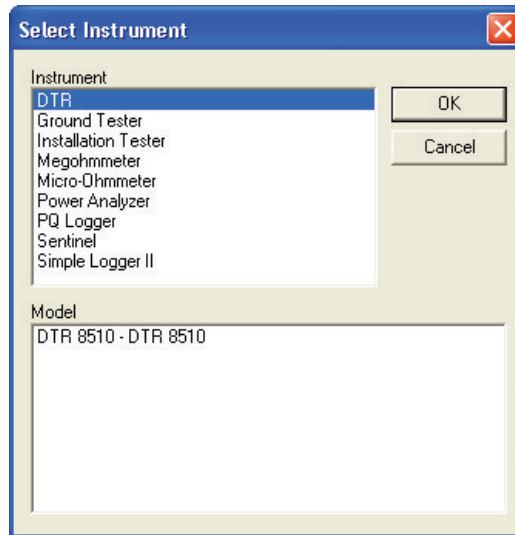 Select Instrument
Instrument
DTR
Ground Tester
Installation Tester
Megohmmeter
Micro-Ohmmeter
Power Analyzer
PQ Logger
Sentinel
Simple Logger II
OK
Cancel
Model
DTR 8510 - DTR 8510